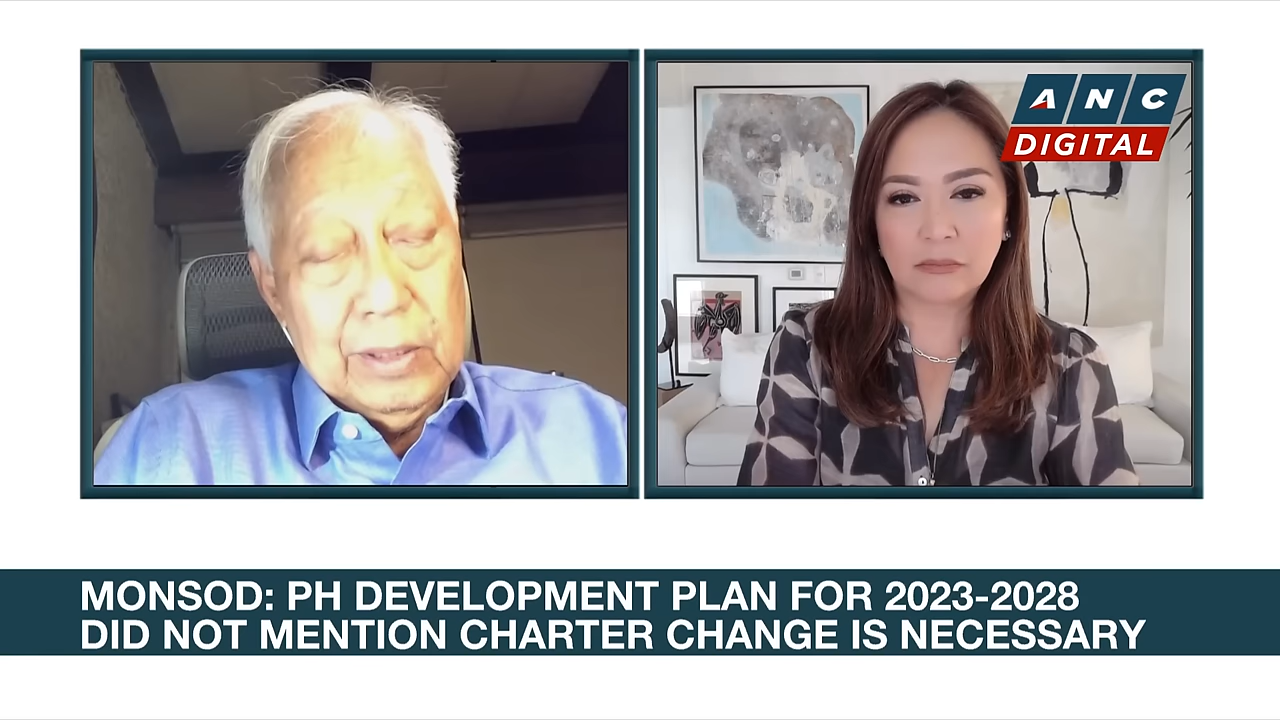 ANC
DIGITAL
MONSOD: PH DEVELOPMENT PLAN FOR 2023-2028
DID NOT MENTION CHARTER CHANGE IS NECESSARY